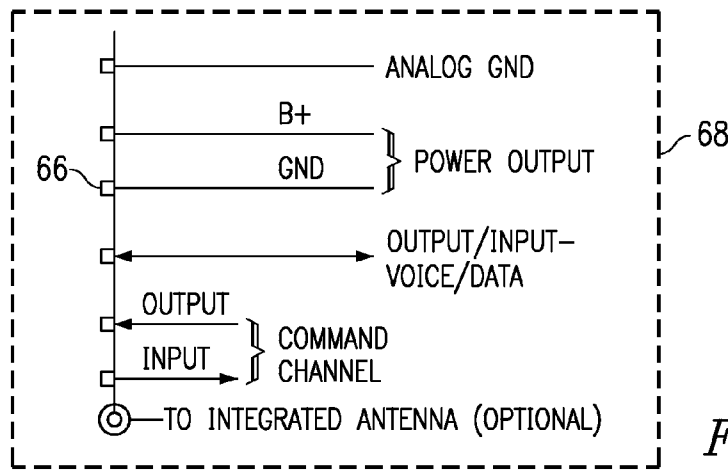 ANALOG GND
B+
68
66
GND
POWER OUTPUT
OUTPUT/INPUT-
VOICE/DATA
OUTPUT
COMMAND
INPUT
CHANNEL
TO INTEGRATED ANTENNA (OPTIONAL)
F